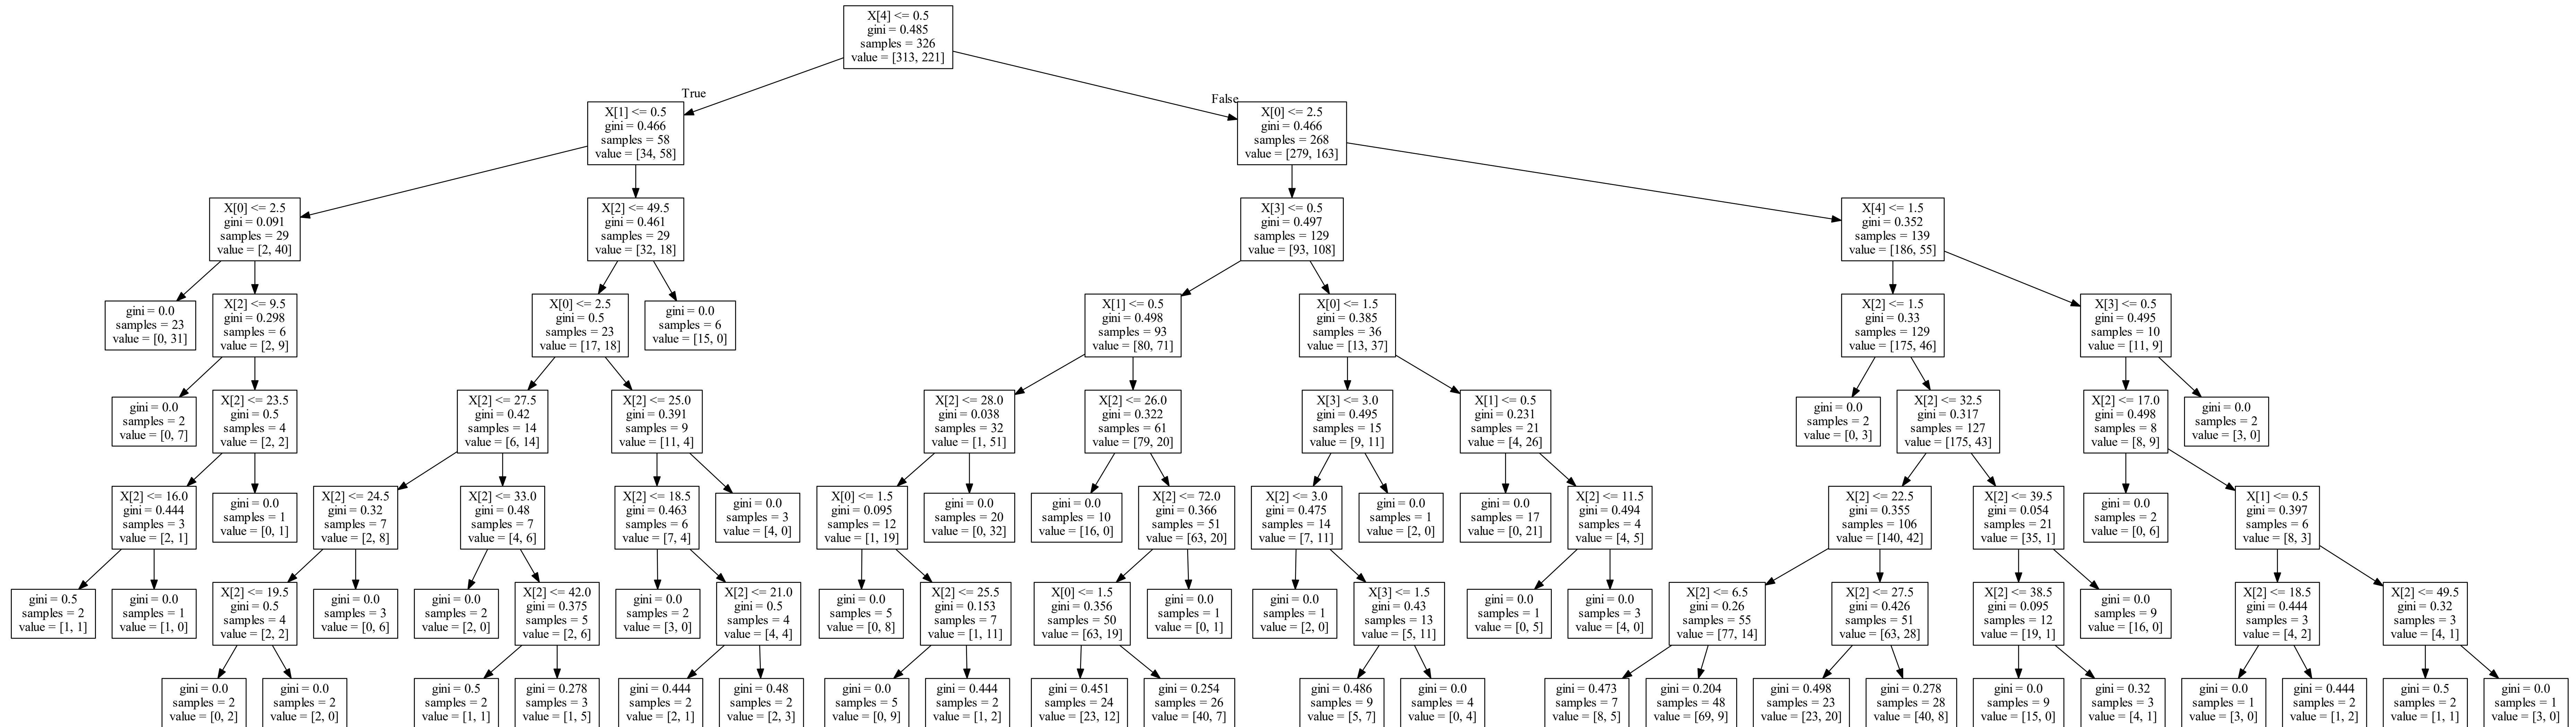 X[4] <= 0.5
gini = 0.485
samples = 326
value = [313, 221]
True
False
X[1] <= 0.5
gini = 0.466
samples = 58
value = [34, 58]
X[0] <= 2.5
gini = 0.466
samples = 268
value = [279, 163]
X[0] <= 2.5
gini = 0.091
samples = 29
value = [2, 40]
X[2] <= 49.5
gini = 0.461
samples = 29
value = [32, 18]
X[3] <= 0.5
gini = 0.497
samples = 129
value = [93, 108]
X[4] <= 1.5
gini = 0.352
samples = 139
value = [186, 55]
gini = 0.0
samples = 23
value = [0, 31]
X[2] <= 9.5
gini = 0.298
samples = 6
value = [2, 9]
X[0] <= 2.5
gini = 0.5
samples = 23
value = [17, 18]
gini = 0.0
samples = 6
value = [15, 0]
X[1] <= 0.5
gini = 0.498
samples = 93
value = [80, 71]
X[0] <= 1.5
gini = 0.385
samples = 36
value = [13, 37]
X[2] <= 1.5
gini = 0.33
samples = 129
value = [175, 46]
X[3] <= 0.5
gini = 0.495
samples = 10
value = [11, 9]
gini = 0.0
samples = 2
value = [0, 7]
X[2] <= 23.5
gini = 0.5
samples = 4
value = [2, 2]
X[2] <= 27.5
gini = 0.42
samples = 14
value = [6, 14]
X[2] <= 25.0
gini = 0.391
samples = 9
value = [11, 4]
X[2] <= 28.0
gini = 0.038
samples = 32
value = [1, 51]
X[2] <= 26.0
gini = 0.322
samples = 61
value = [79, 20]
X[3] <= 3.0
gini = 0.495
samples = 15
value = [9, 11]
X[1] <= 0.5
gini = 0.231
samples = 21
value = [4, 26]
gini = 0.0
samples = 2
value = [0, 3]
X[2] <= 32.5
gini = 0.317
samples = 127
value = [175, 43]
X[2] <= 17.0
gini = 0.498
samples = 8
value = [8, 9]
gini = 0.0
samples = 2
value = [3, 0]
X[2] <= 16.0
gini = 0.444
samples = 3
value = [2, 1]
gini = 0.0
samples = 1
value = [0, 1]
X[2] <= 24.5
gini = 0.32
samples = 7
value = [2, 8]
X[2] <= 33.0
gini = 0.48
samples = 7
value = [4, 6]
X[2] <= 18.5
gini = 0.463
samples = 6
value = [7, 4]
gini = 0.0
samples = 3
value = [4, 0]
X[0] <= 1.5
gini = 0.095
samples = 12
value = [1, 19]
gini = 0.0
samples = 20
value = [0, 32]
gini = 0.0
samples = 10
value = [16, 0]
X[2] <= 72.0
gini = 0.366
samples = 51
value = [63, 20]
X[2] <= 3.0
gini = 0.475
samples = 14
value = [7, 11]
gini = 0.0
samples = 1
value = [2, 0]
gini = 0.0
samples = 17
value = [0, 21]
X[2] <= 11.5
gini = 0.494
samples = 4
value = [4, 5]
X[2] <= 22.5
gini = 0.355
samples = 106
value = [140, 42]
X[2] <= 39.5
gini = 0.054
samples = 21
value = [35, 1]
gini = 0.0
samples = 2
value = [0, 6]
X[1] <= 0.5
gini = 0.397
samples = 6
value = [8, 3]
gini = 0.5
samples = 2
value = [1, 1]
gini = 0.0
samples = 1
value = [1, 0]
X[2] <= 19.5
gini = 0.5
samples = 4
value = [2, 2]
gini = 0.0
samples = 3
value = [0, 6]
gini = 0.0
samples = 2
value = [2, 0]
X[2] <= 42.0
gini = 0.375
samples = 5
value = [2, 6]
gini = 0.0
samples = 2
value = [3, 0]
X[2] <= 21.0
gini = 0.5
samples = 4
value = [4, 4]
gini = 0.0
samples = 5
value = [0, 8]
X[2] <= 25.5
gini = 0.153
samples = 7
value = [1, 11]
X[0] <= 1.5
gini = 0.356
samples = 50
value = [63, 19]
gini = 0.0
samples = 1
value = [0, 1]
gini = 0.0
samples = 1
value = [2, 0]
X[3] <= 1.5
gini = 0.43
samples = 13
value = [5, 11]
gini = 0.0
samples = 1
value = [0, 5]
gini = 0.0
samples = 3
value = [4, 0]
X[2] <= 6.5
gini = 0.26
samples = 55
value = [77, 14]
X[2] <= 27.5
gini = 0.426
samples = 51
value = [63, 28]
X[2] <= 38.5
gini = 0.095
samples = 12
value = [19, 1]
gini = 0.0
samples = 9
value = [16, 0]
X[2] <= 18.5
gini = 0.444
samples = 3
value = [4, 2]
X[2] <= 49.5
gini = 0.32
samples = 3
value = [4, 1]
gini = 0.0
samples = 2
value = [0, 2]
gini = 0.0
samples = 2
value = [2, 0]
gini = 0.5
samples = 2
value = [1, 1]
gini = 0.278
samples = 3
value = [1, 5]
gini = 0.444
samples = 2
value = [2, 1]
gini = 0.48
samples = 2
value = [2, 3]
gini = 0.0
samples = 5
value = [0, 9]
gini = 0.444
samples = 2
value = [1, 2]
gini = 0.451
samples = 24
value = [23, 12]
gini = 0.254
samples = 26
value = [40, 7]
gini = 0.486
samples = 9
value = [5, 7]
gini = 0.0
samples = 4
value = [0, 4]
gini = 0.473
samples = 7
value = [8, 5]
gini = 0.204
samples = 48
value = [69, 9]
gini = 0.498
samples = 23
value = [23, 20]
gini = 0.278
samples = 28
value = [40, 8]
gini = 0.0
samples = 9
value = [15, 0]
gini = 0.32
samples = 3
value = [4, 1]
gini = 0.0
samples = 1
value = [3, 0]
gini = 0.444
samples = 2
value = [1, 2]
gini = 0.5
samples = 2
value = [1, 1]
gini = 0.0
samples = 1
value = [3, 0]